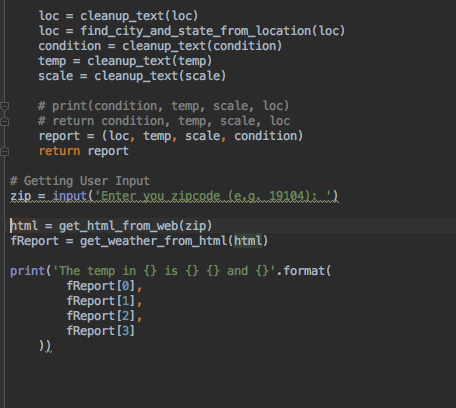 loc = cleanup_text(loc)
loc = find_city_and_state_from_location(loc)
condition = cleanup_text(condition)
temp = cleanup_text(temp)
scale = cleanup_text(scale)
# print(condition, temp, scale, loc)
# return condition, temp, scale, loc
report = (loc, temp, scale, condition)
return report
# Getting User Input
zip = input('Enter you zipcode (e.g. 19104): ')
html = get_html_from_web(zip)
fReport = get_weather_from_html(html)
print('The temp in {} is {} {} and {}'.format(
fReport[0],
fReport[1],
fReport[2],
fReport[3]
))